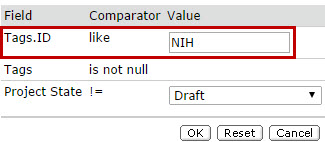 Field Comparator Value
Tags.ID like NIH
Tags is not null
Project State != Draft
OK Reset Cancel